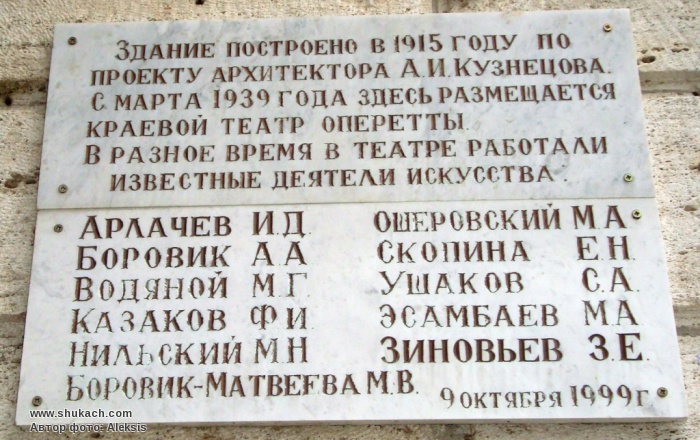 Здание построено в 1915 году по
проекту архитектора А.И.Кузнецова.
С марта 1939 года здесь размещается
краевой театр оперетты.
В разное время в театре работали
известные деятели искусства.
Арлачев И.Д. Ошеровский М.А
Боровик А.А Скопина Е.Н.
Водяной М.Г Ушаков С.А.
Казаков Ф.И. Эсамбаев М.А
Нильский М.Н Зиновьев З.Е.
Боровик-Матвеева М.В. 9 октября 1999 г
www.shukach.com
Автор фото- Aleksis